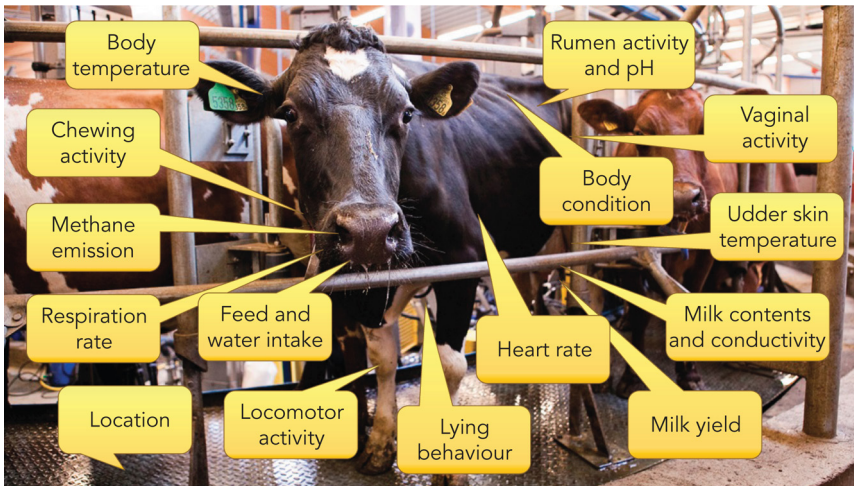 Body
temperature
Rumen activity
and pH
Chewing
activity
Vaginal
activity
Body
condition
Methane
emission
Udder skin
temperature
Respiration
rate
Feed and
water intake
Heart rate
Milk contents
and conductivity
Location
Locomotor
activity
Lying
behaviour
Milk yield